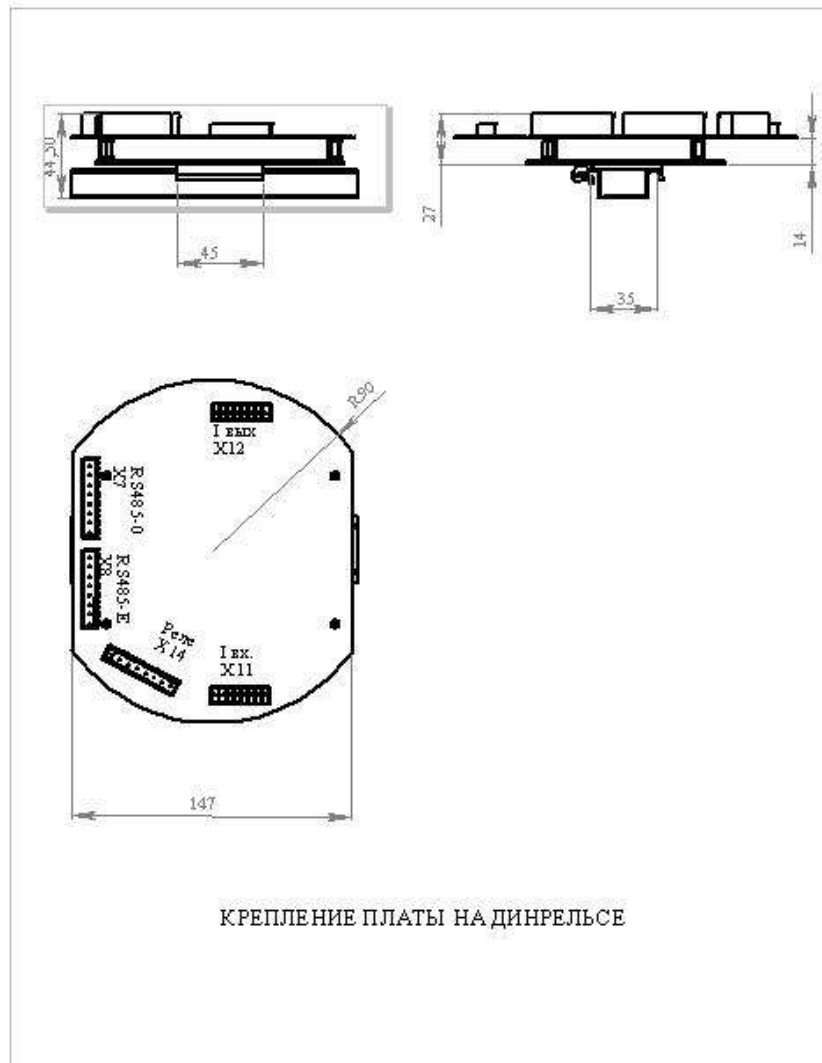 44,50
45
27
14
35
R90
I вых
X12
RS485-0
X7
RS485-E
X8
Реле
X14
I вх.
X11
147
КРЕПЛЕНИЕ ПЛАТЫ НА ДИНРЕЛЬСЕ